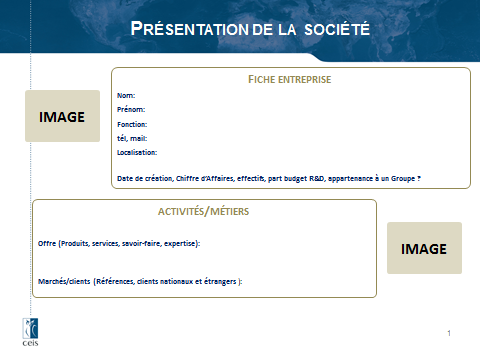 PRÉSENTATION DE LA SOCIÉTÉ
FICHE ENTREPRISE
IMAGE
Nom:
Prénom:
Fonction:
tél, mail:
Localisation:
Date de création, Chiffre d'Affaires, effectifs, part budget R&D, appartenance à un Groupe ?
ACTIVITÉS/MÉTIERS
Offre (Produits, services, savoir-faire, expertise):
IMAGE
Marchés/clients (Références, clients nationaux et étrangers ):
ceis
1